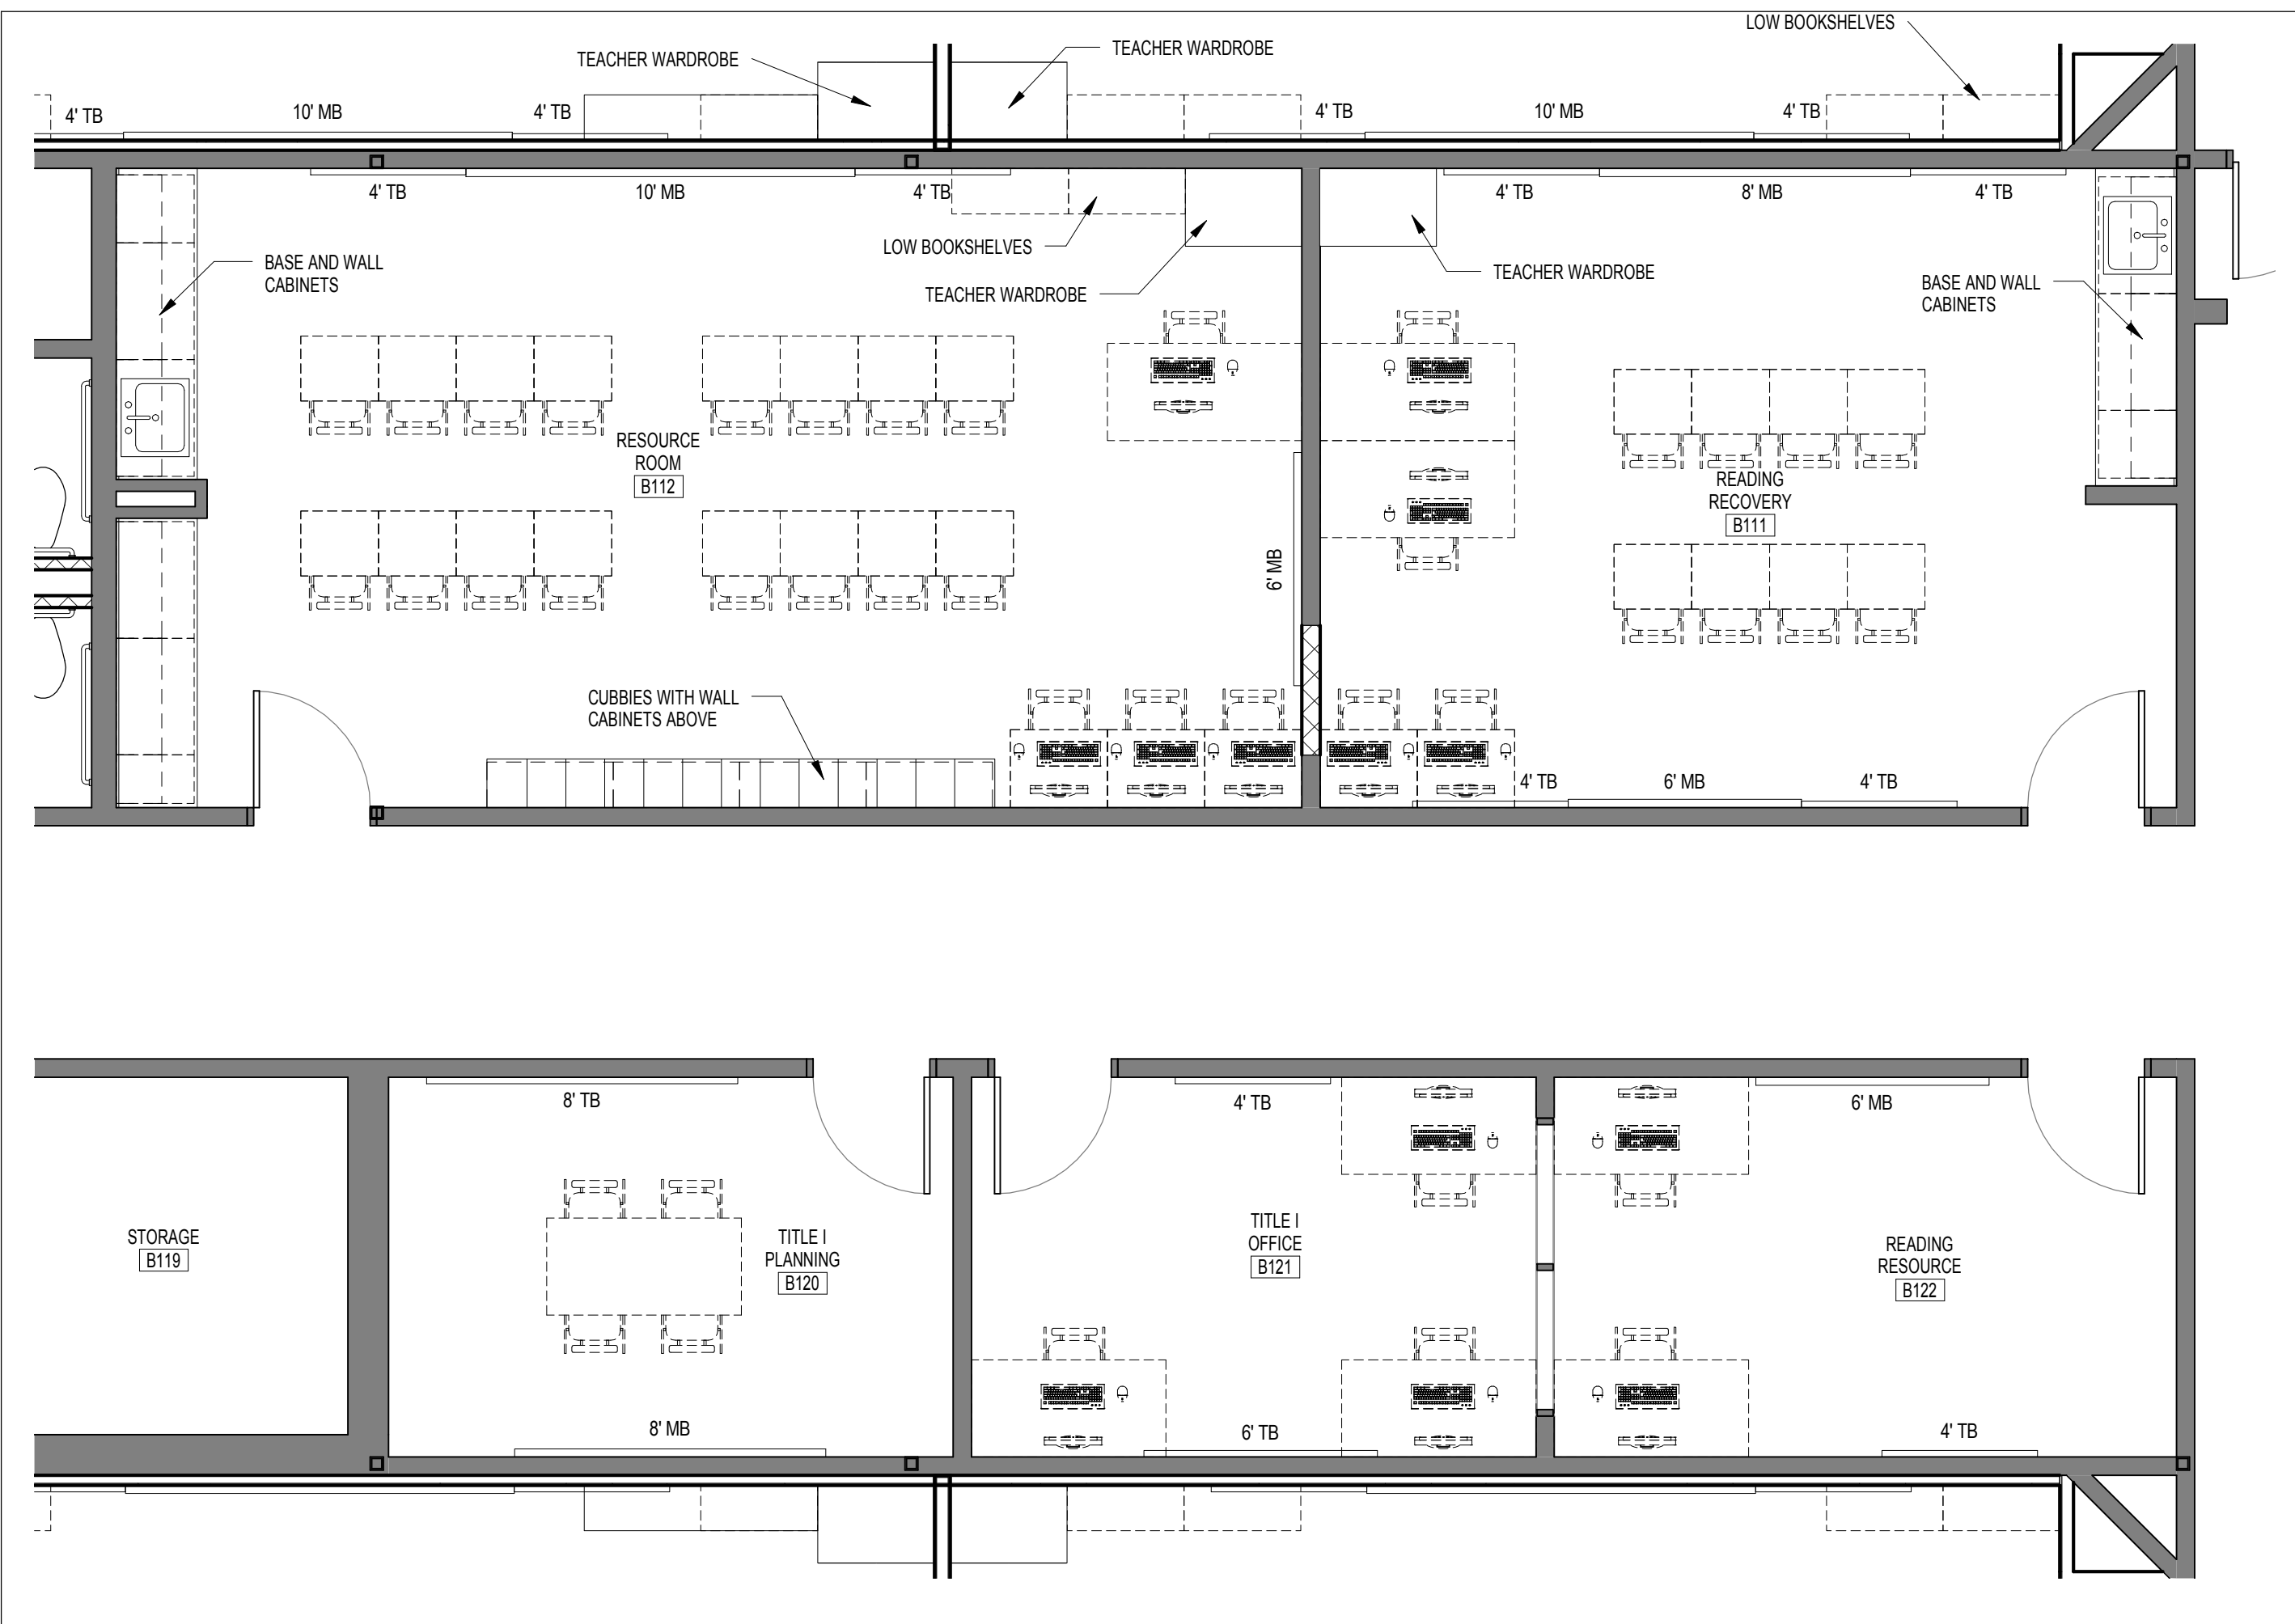 LOW BOOKSHELVES
TEACHER WARDROBE
TEACHER WARDROBE
4' TB
10' MB
4' TB
4' TB
10' MB
4' TB
4' TB
10' MB
4' TB
4' TB
8' MB
4' TB
LOW BOOKSHELVES
BASE AND WALL
CABINETS
TEACHER WARDROBE
TEACHER WARDROBE
BASE AND WALL
CABINETS
RESOURCE
ROOM
B112
READING
RECOVERY
B111
6' MB
CUBBIES WITH WALL
CABINETS ABOVE
4' TB
6' MB
4' TB
8' TB
4' TB
6' MB
STORAGE
B119
TITLE I
PLANNING
B120
TITLE I
OFFICE
B121
READING
RESOURCE
B122
8' MB
6' TB
4' TB